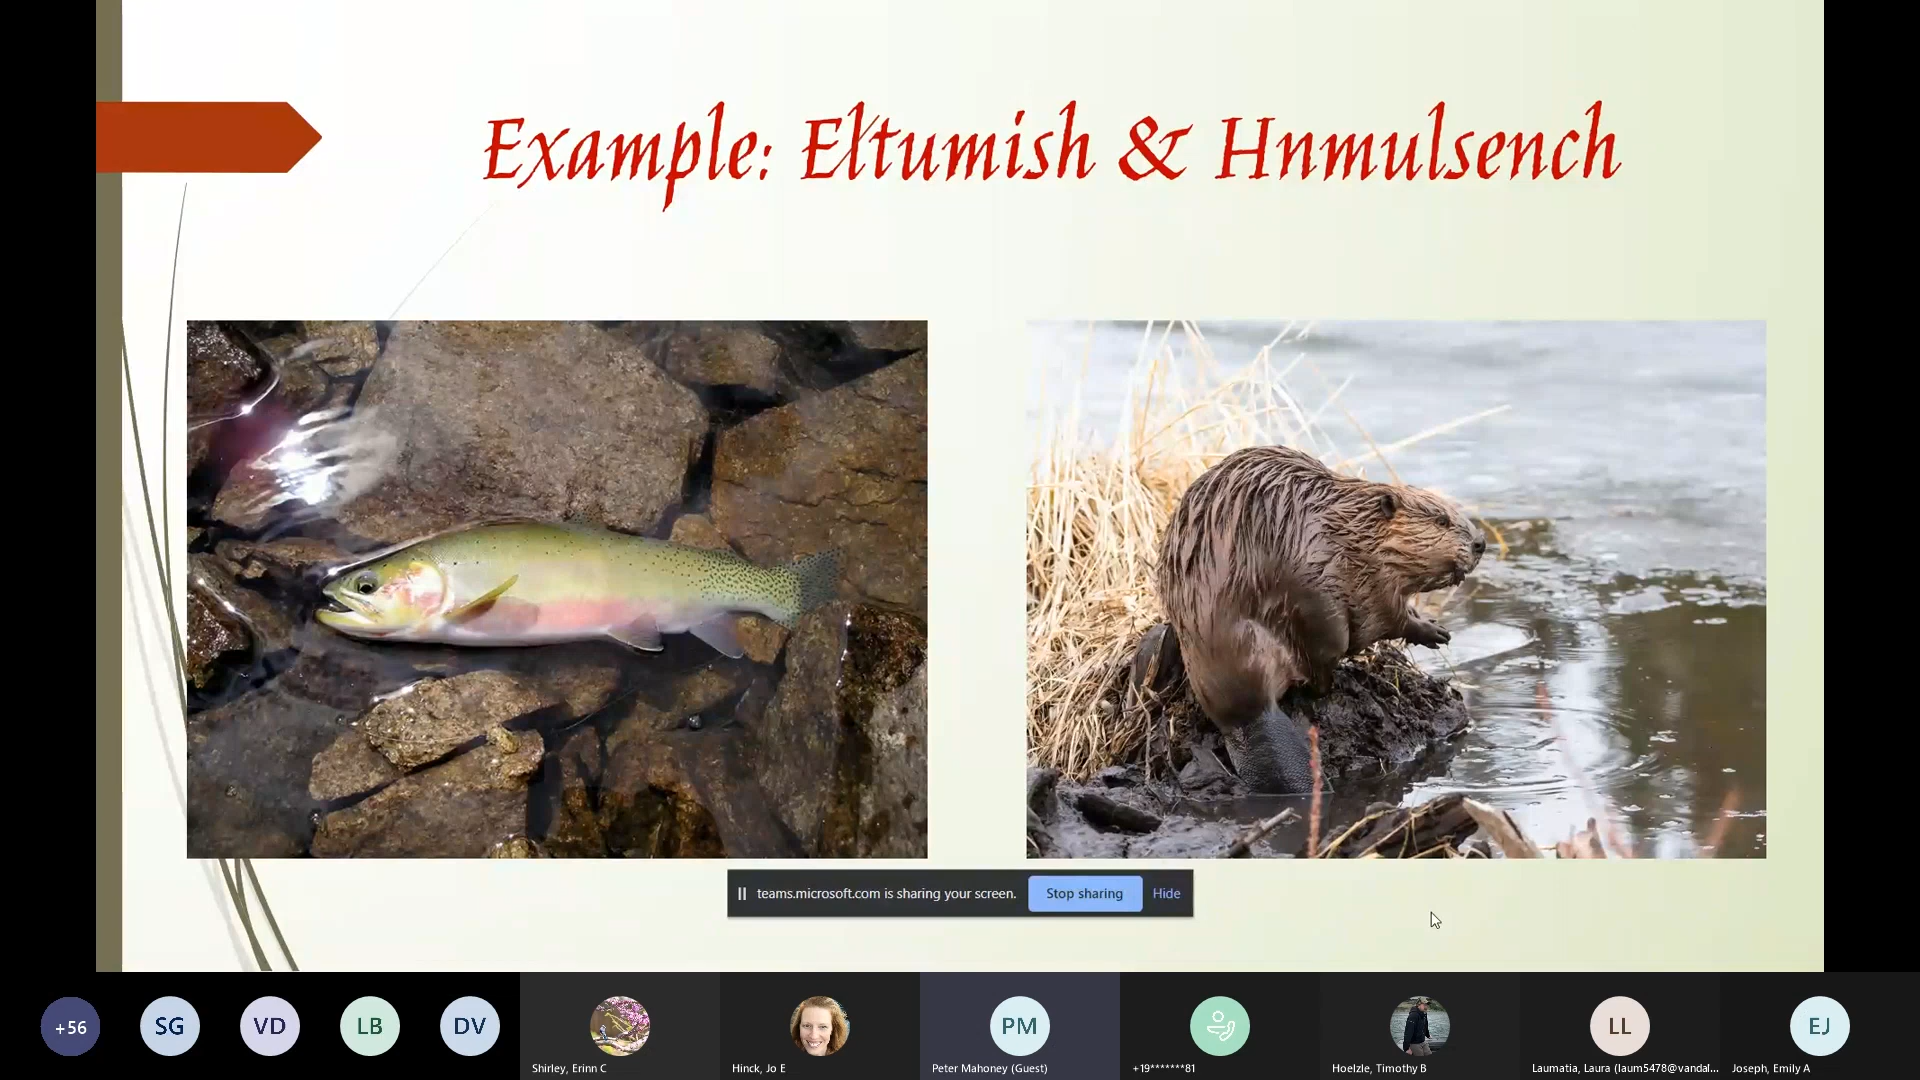 Example: Eltumish & Hnmulsench
teams.microsoft.com is sharing your screen. Stop sharing Hide
+56 SG VD LB DV PM LL EJ
Shirley, Erinn C Hinck, Jo E Peter Mahoney (Guest) +19*******81 Hoelzle, Timothy B Laumatia, Laura (laum5478@vandal... Joseph, Emily A